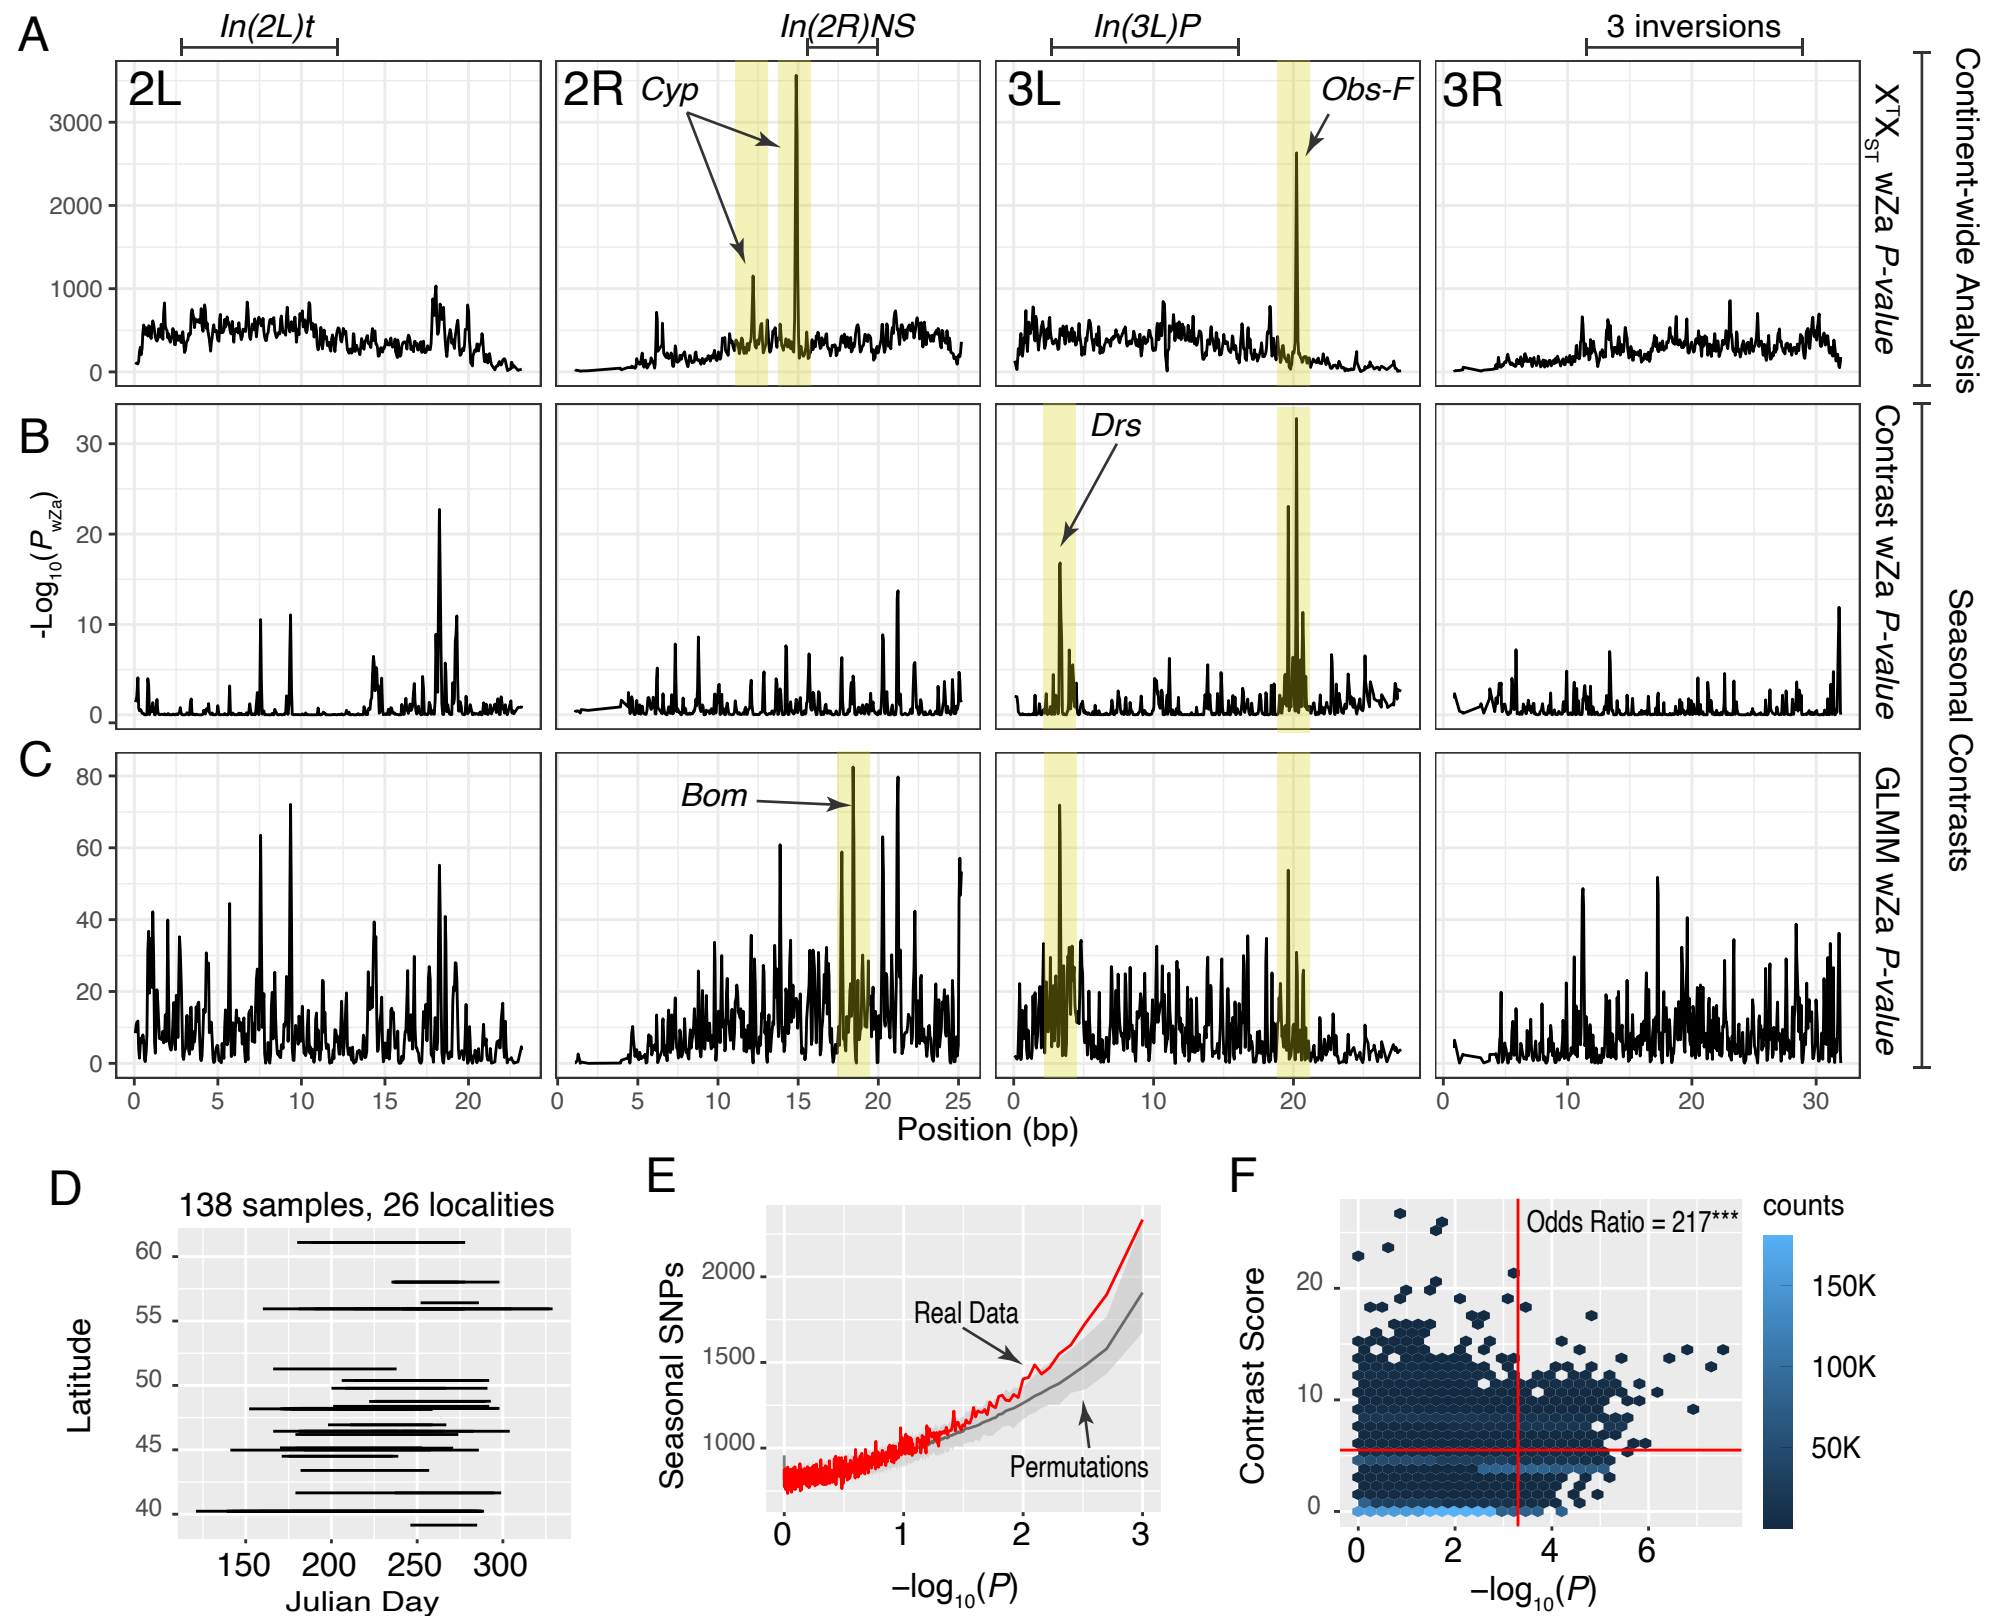 A
In(2L)t
In(2R)NS
In(3L)P
3 inversions
2L
2R
Cyp
3L
Obs-F
3R
3000
2000
1000
0
XTXST wZa P-value
Continent-wide Analysis
B
Drs
30
20
10
0
-Log10(PwZa)
Contrast wZa P-value
Seasonal Contrasts
C
Bom
80
60
40
20
0
GLMM wZa P-value
0 5 10 15 20
0 5 10 15 20 25
0 10 20
0 10 20 30
Position (bp)
D
138 samples, 26 localities
60
55
50
45
40
Latitude
150 200 250 300
Julian Day
E
2000
1500
1000
Seasonal SNPs
Real Data
Permutations
0 1 2 3
−log10(P)
F
Odds Ratio = 217***
20
10
0
Contrast Score
0 2 4 6
−log10(P)
counts
150K
100K
50K